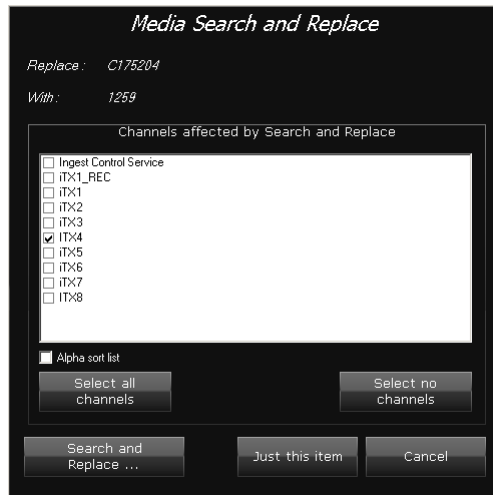 Media Search and Replace
Replace: C175204
With: 1259
Channels affected by Search and Replace
Ingest Control Service
iTX1_REC
iTX1
iTX2
iTX3
ITX4
iTX5
iTX6
iTX7
ITX8
Alpha sort list
Select all
channels
Select no
channels
Search and
Replace ...
Just this item
Cancel